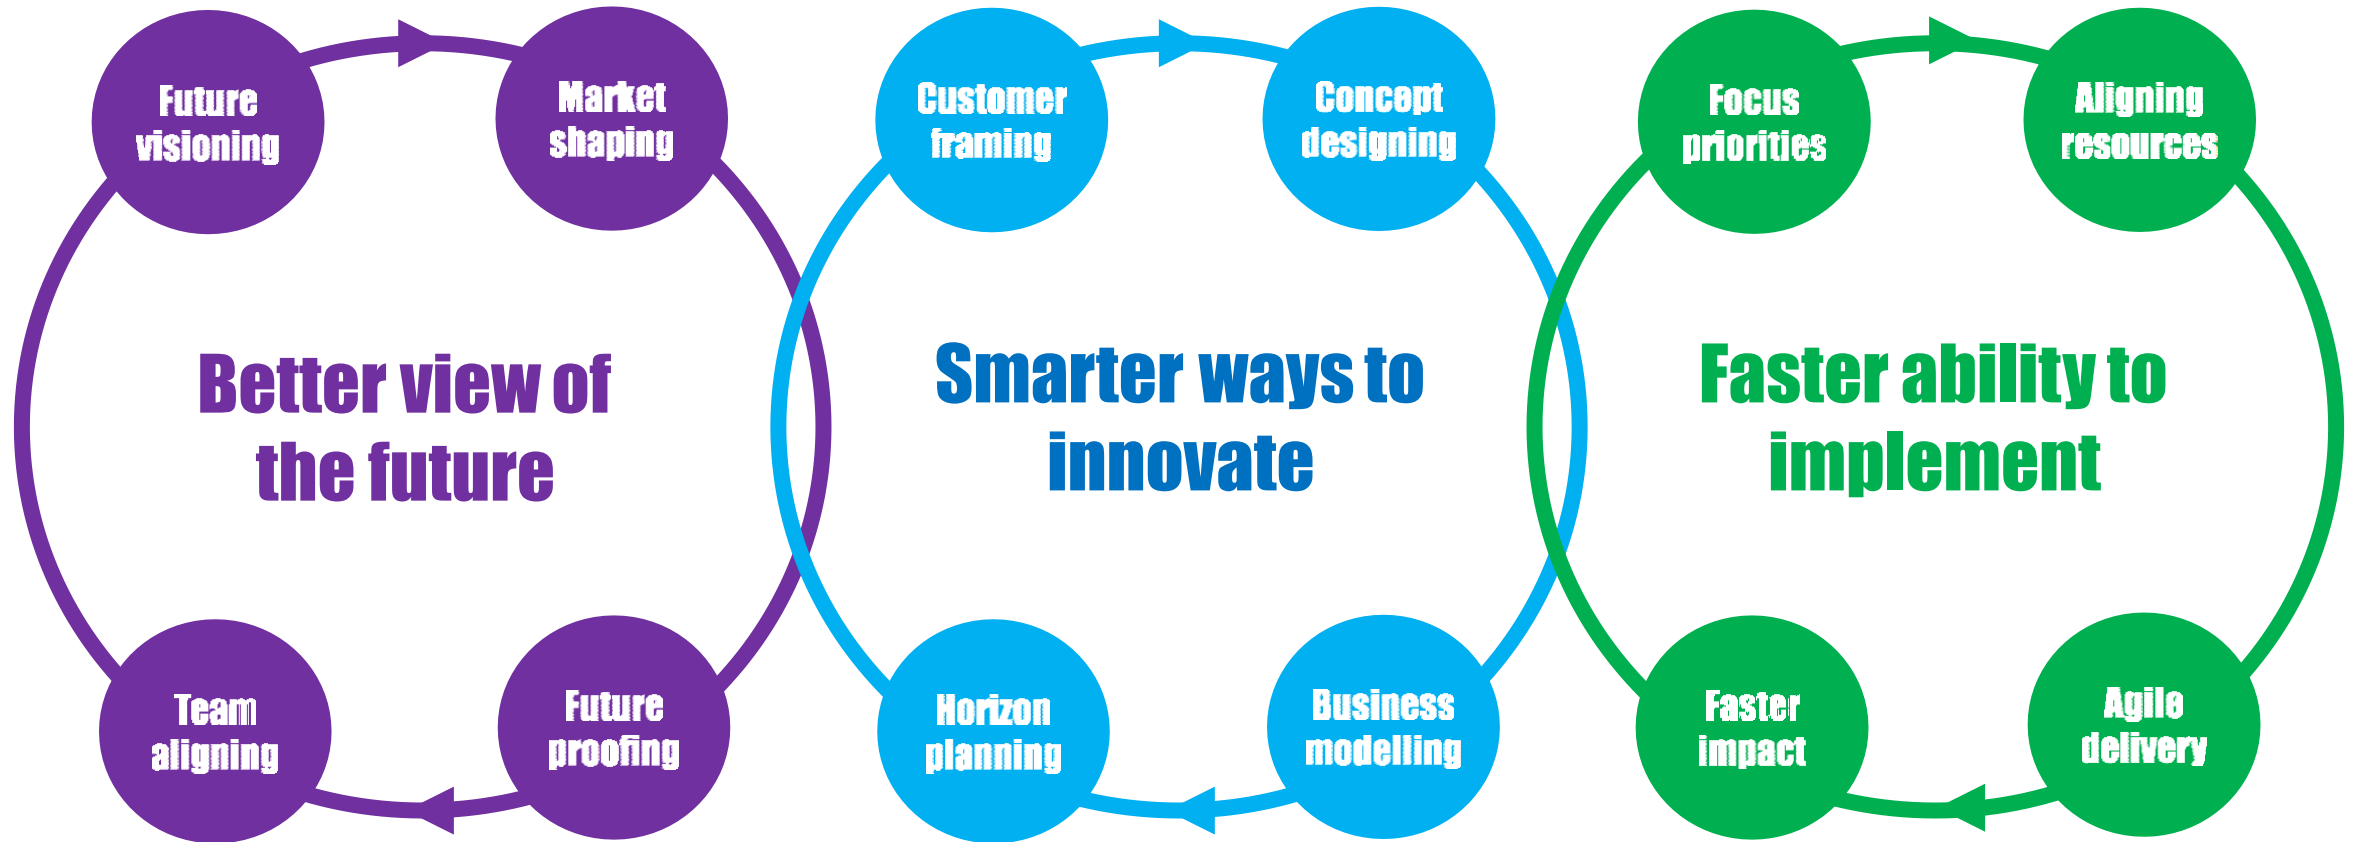 Future
visioning
Market
shaping
Better view of
the future
Team
aligning
Future
proofing
Customer
framing
Concept
designing
Smarter ways to
innovate
Horizon
planning
Business
modelling
Focus
priorities
Aligning
resources
Faster ability to
implement
Faster
impact
Agile
delivery